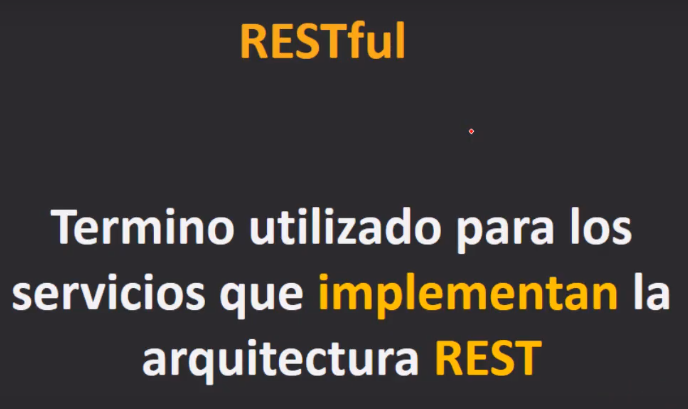 RESTful
Termino utilizado para los
servicios que implementan la
arquitectura REST